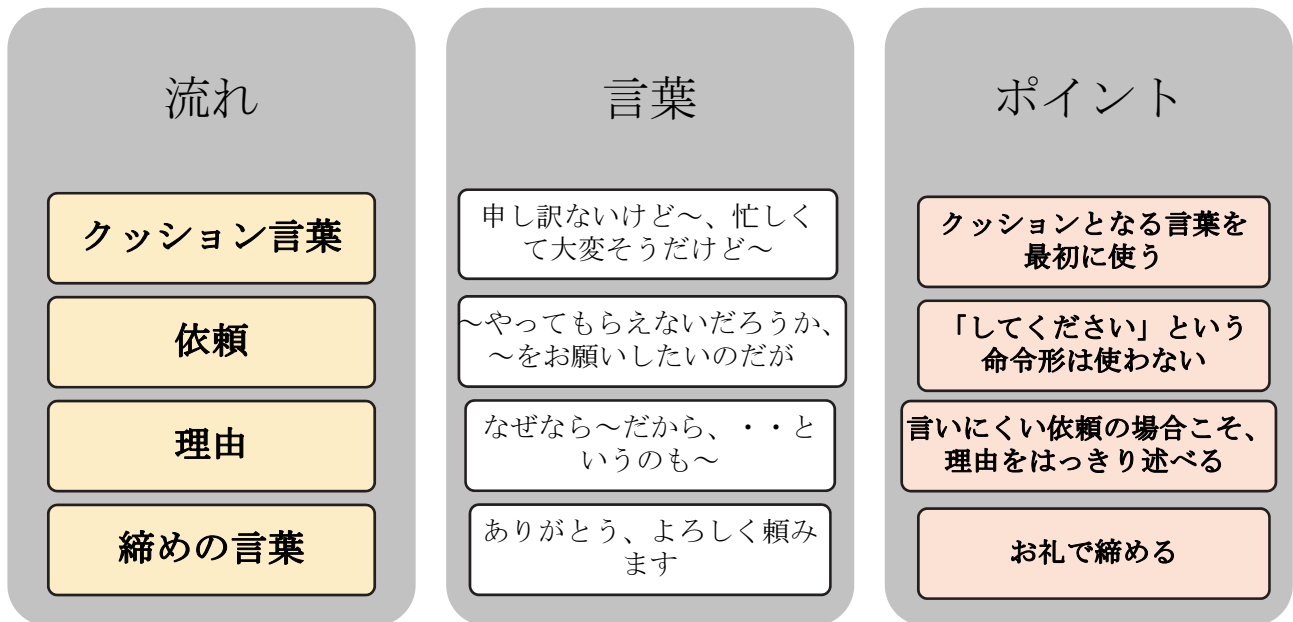 流れ
クッション言葉
依頼
理由
締めの言葉
言葉
申し訳ないけど～、忙しく
て大変そうだけど～
～やってもらえないだろうか、
～をお願いしたいのだが
なぜなら～だから、・・と
いうのも～
ありがとう、よろしく頼み
ます
ポイント
クッションとなる言葉を
最初に使う
「してください」という
命令形は使わない
言いにくい依頼の場合こそ、
理由をはっきり述べる
お礼で締める